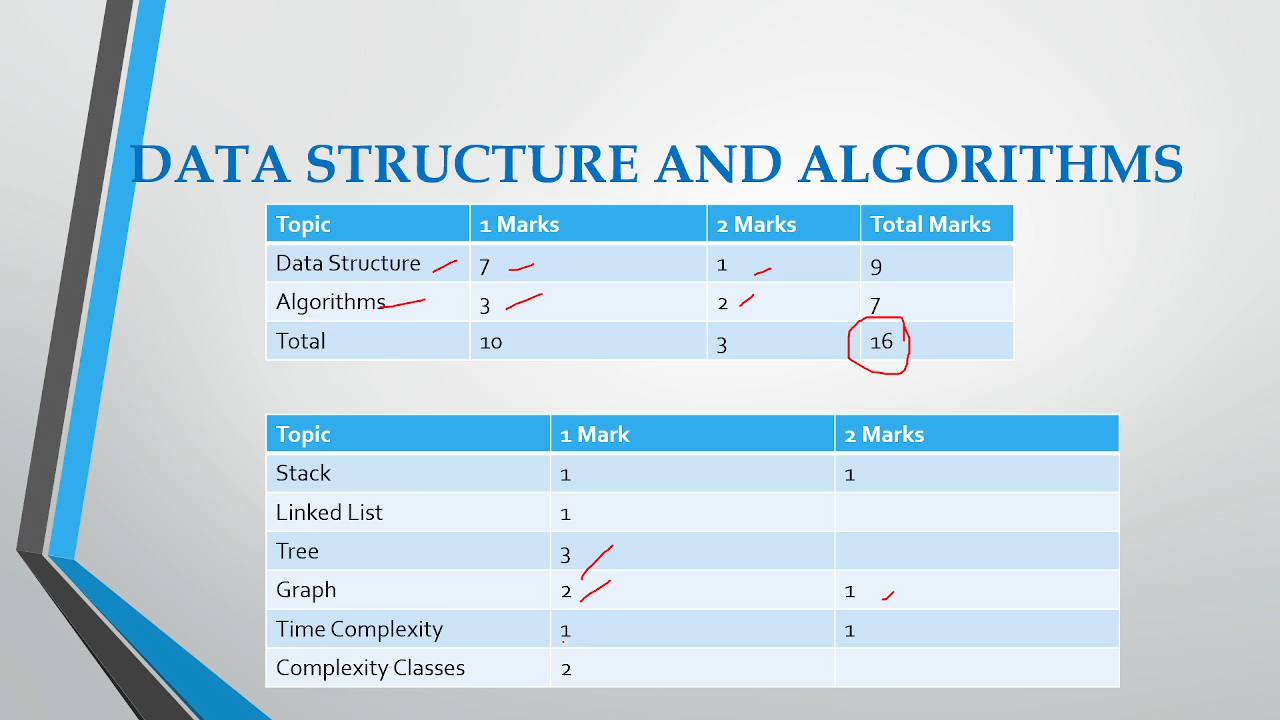 DATA STRUCTURE AND ALGORITHMS
Topic 1 Marks 2 Marks Total Marks
Data Structure 7 1 9
Algorithms 3 2 7
Total 10 3 16
Topic 1 Mark 2 Marks
Stack 1 1
Linked List 1
Tree 3
Graph 2 1
Time Complexity 1 1
Complexity Classes 2